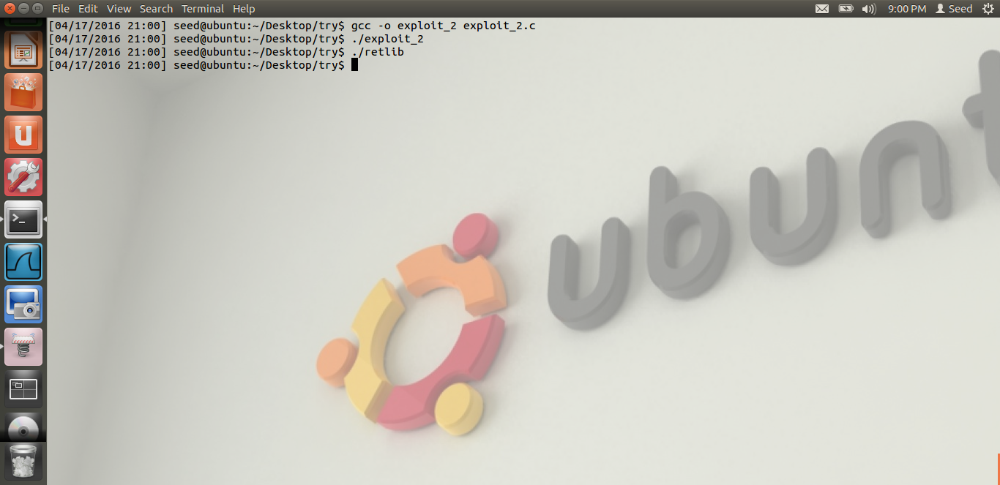 File Edit View Search Terminal Help 9:00 PM Seed
[04/17/2016 21:00] seed@ubuntu:~/Desktop/try$ gcc -o exploit_2 exploit_2.c
[04/17/2016 21:00] seed@ubuntu:~/Desktop/try$ ./exploit_2
[04/17/2016 21:00] seed@ubuntu:~/Desktop/try$ ./retlib
[04/17/2016 21:00] seed@ubuntu:~/Desktop/try$
ubunt